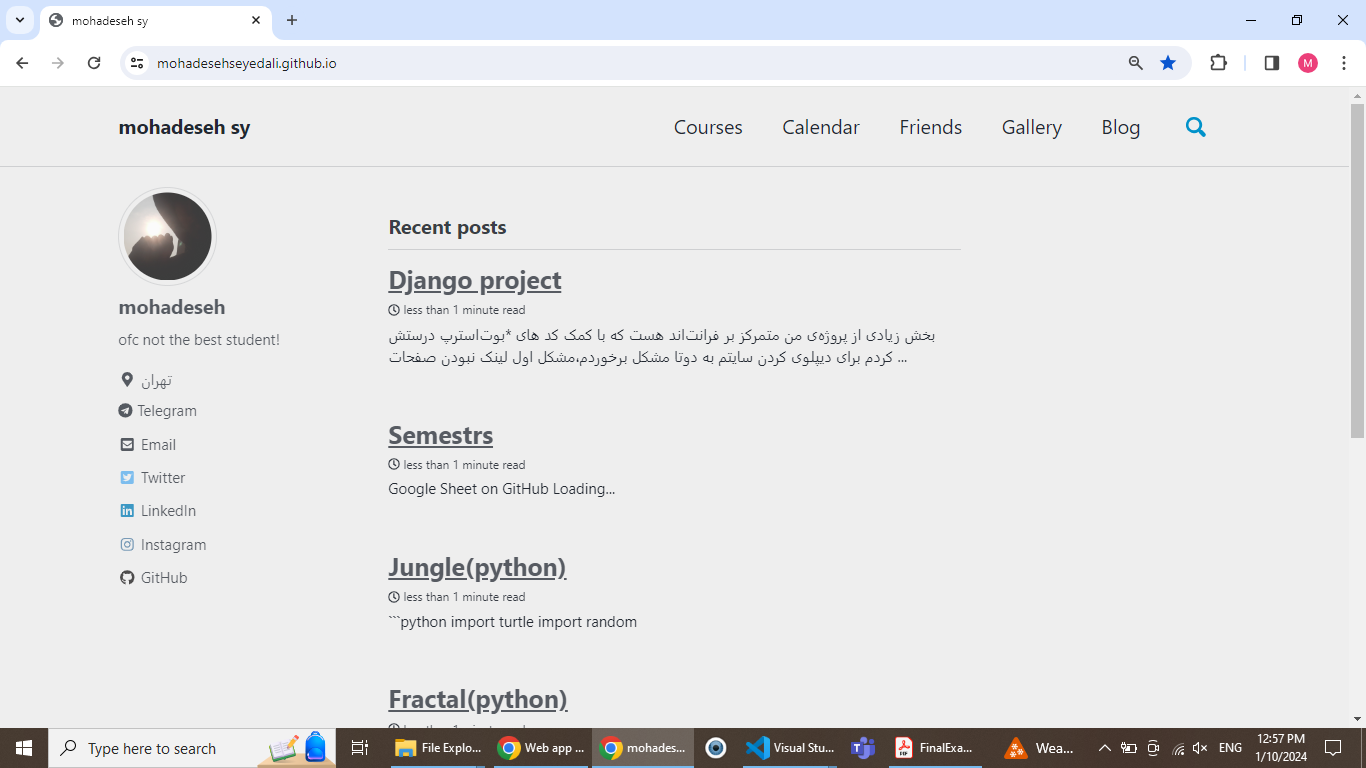 mohadeseh sy
mohadesehseyedali.github.io
M
mohadeseh sy
Courses
Calendar
Friends
Gallery
Blog
mohadeseh
ofc not the best student!
تهران
Telegram
Email
Twitter
LinkedIn
Instagram
GitHub
Recent posts
Django project
less than 1 minute read
بخش زیادی از پروژه‌ی من متمرکز بر فرانت‌اند هست که با کمک کد های *بوت‌استرپ درستش
کردم برای دیپلوی کردن سایتم به دوتا مشکل برخوردم،مشکل اول لینک نبودن صفحات ...
Semestrs
less than 1 minute read
Google Sheet on GitHub Loading...
Jungle(python)
less than 1 minute read
```python import turtle import random
Fractal(python)
Type here to search
File Explo...
Web app ...
mohades...
Visual Stu...
FinalExa...
Wea...
ENG
12:57 PM
1/10/2024